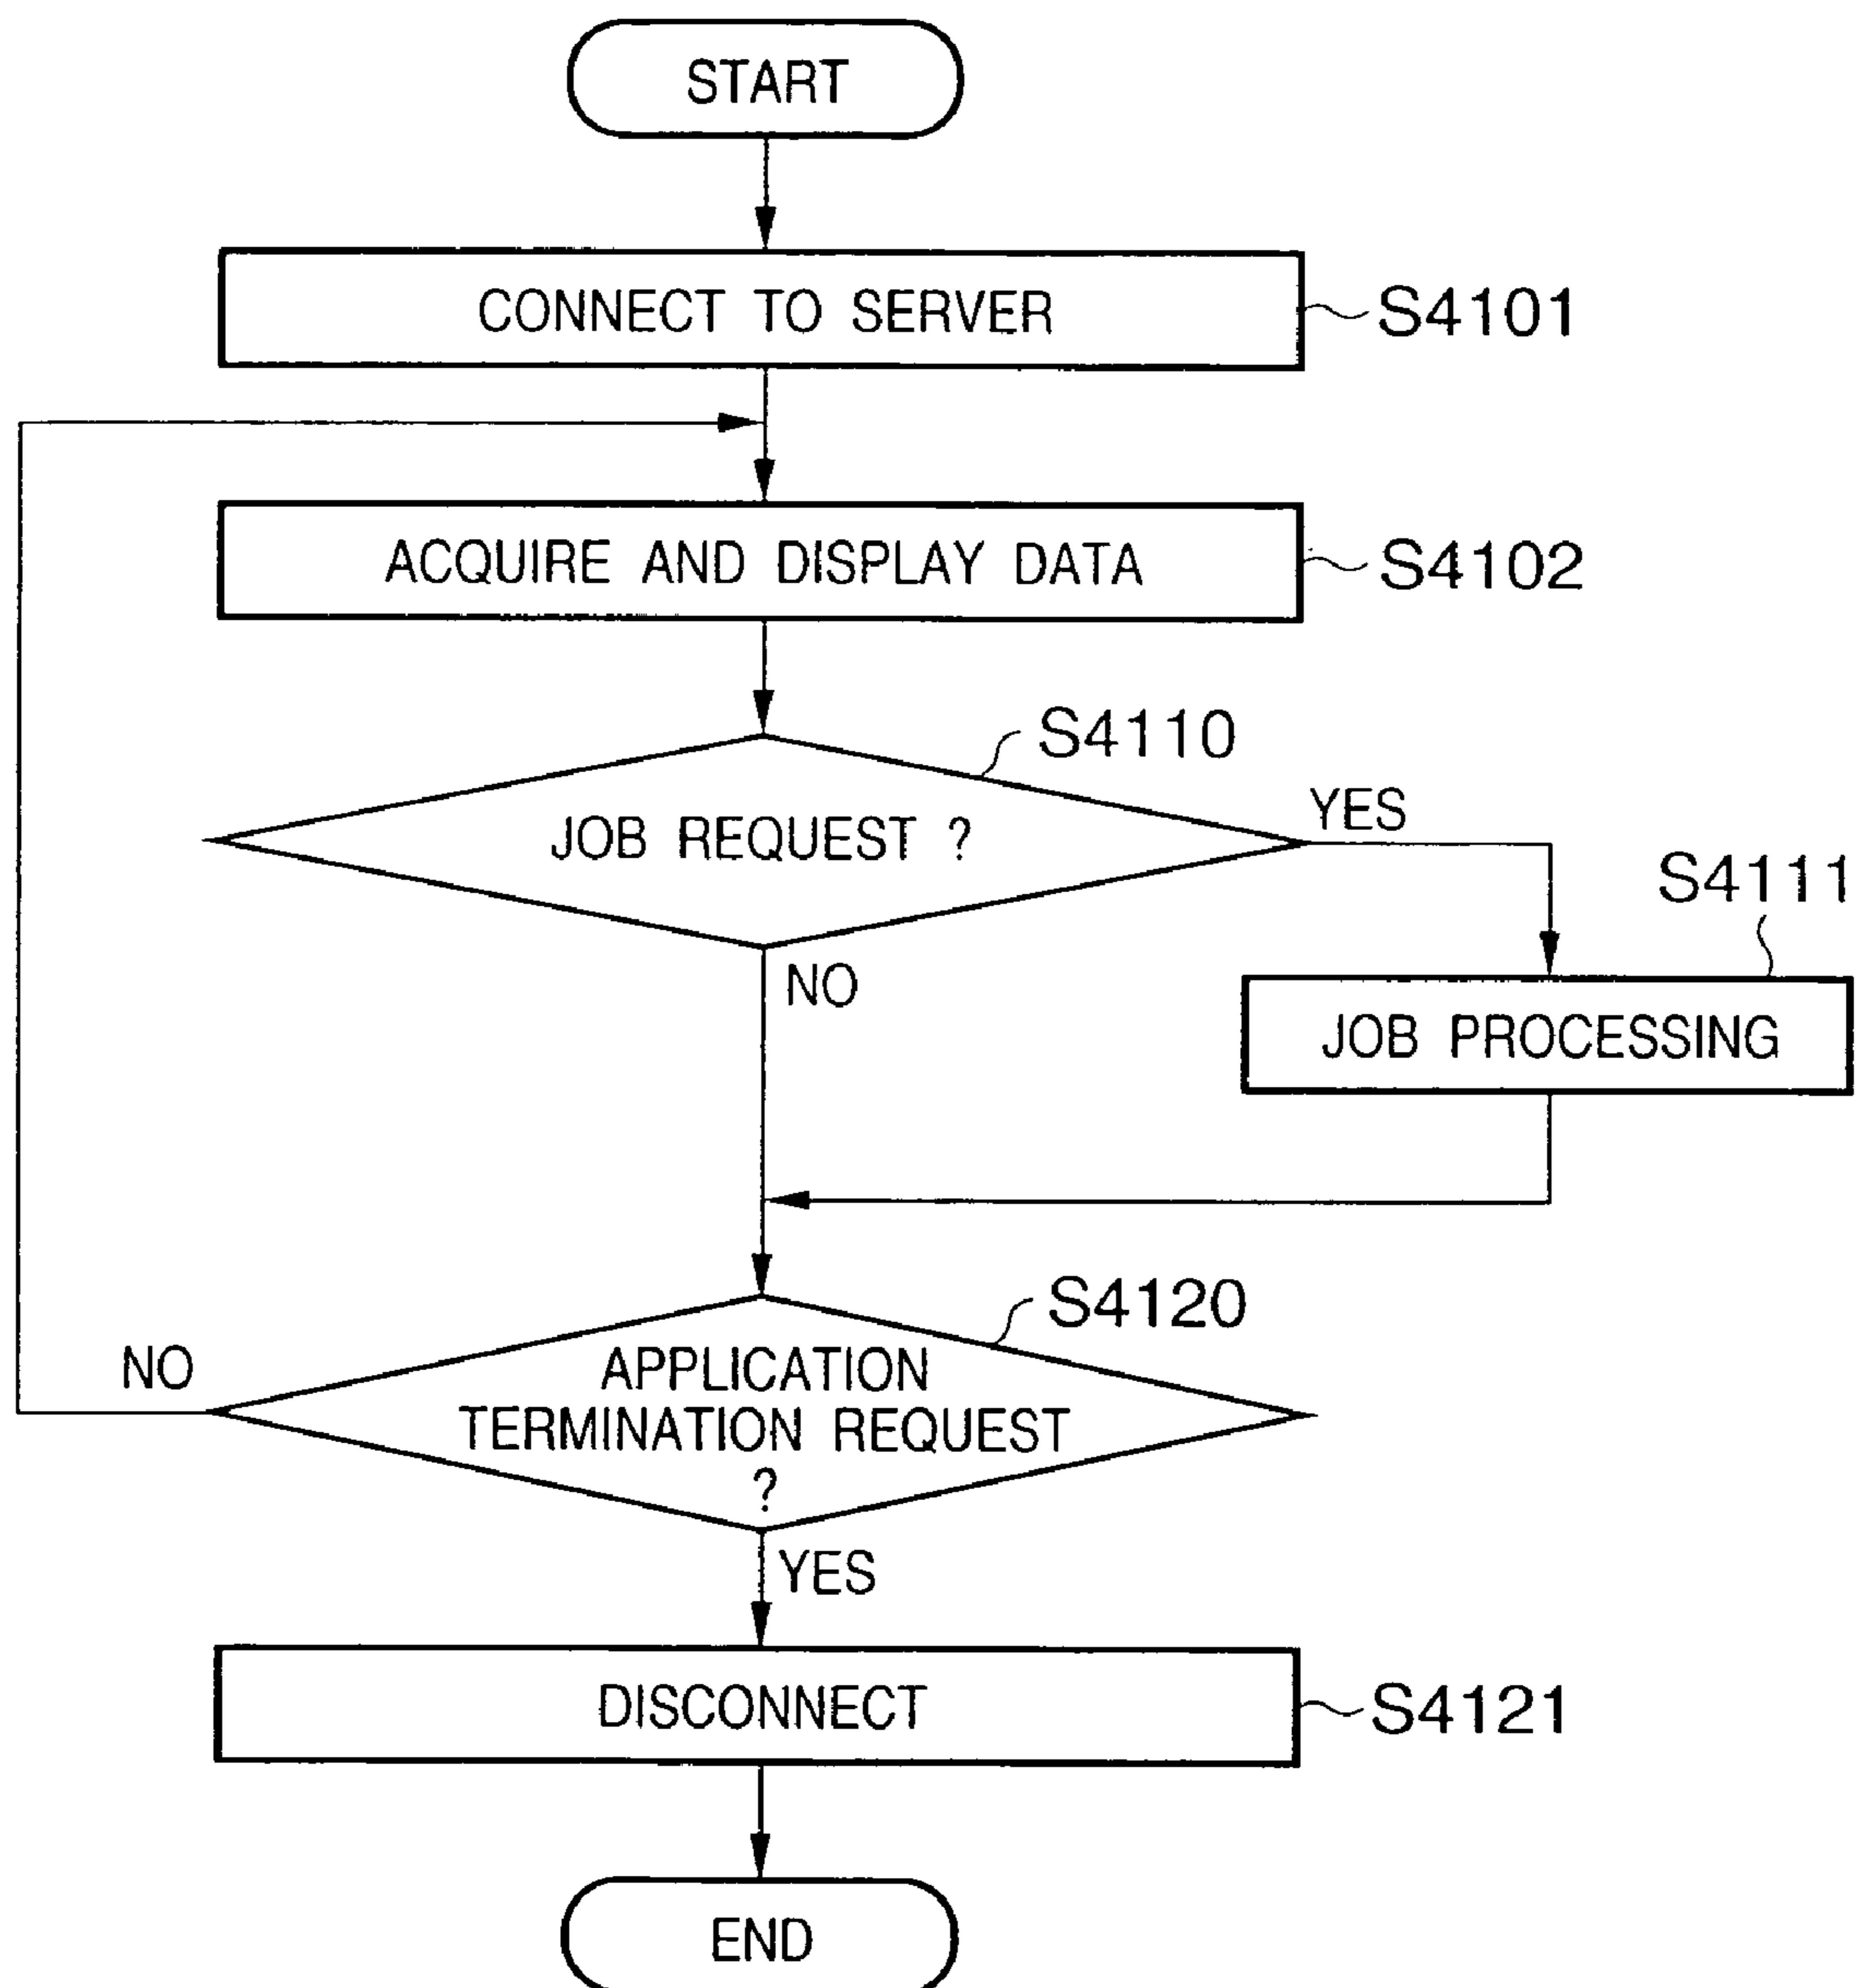 START
CONNECT TO SERVER
S4101
ACQUIRE AND DISPLAY DATA
S4102
S4110
JOB REQUEST ?
YES
S4111
NO
JOB PROCESSING
S4120
NO
APPLICATION
TERMINATION REQUEST
?
YES
DISCONNECT
S4121
END